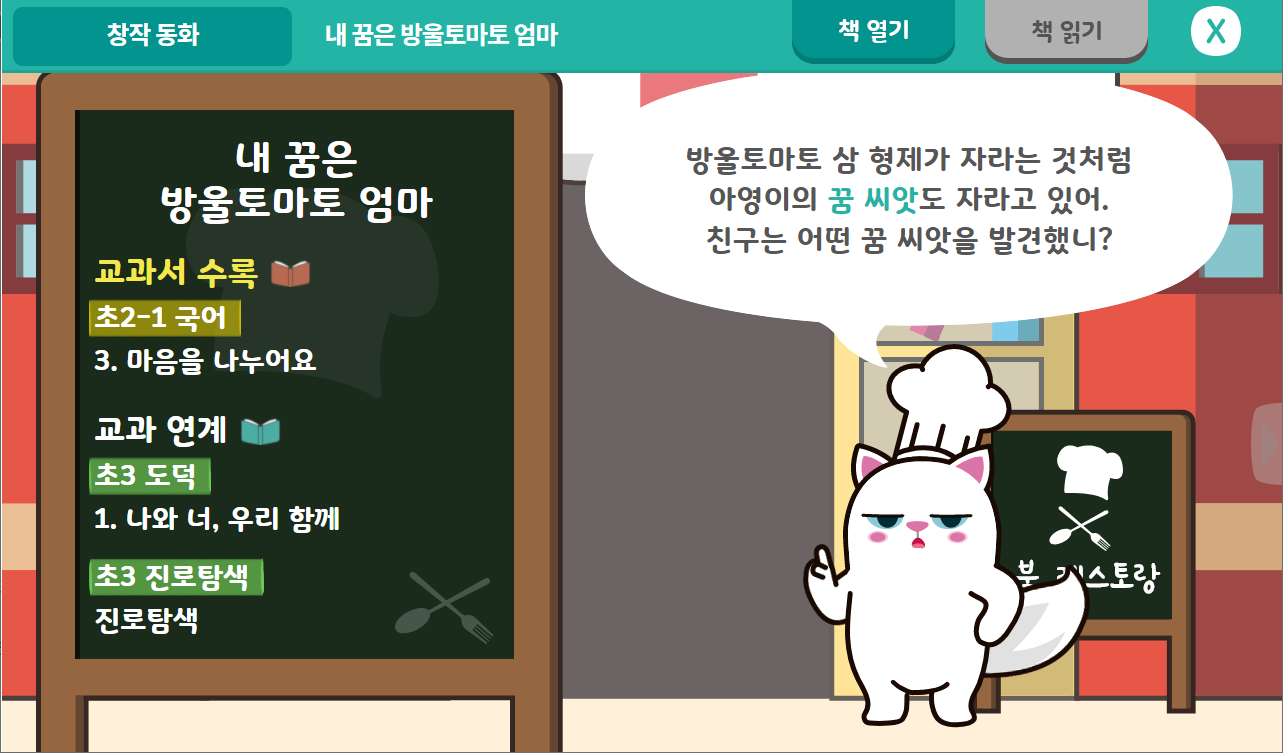 창작 동화
내 꿈은 방울토마토 엄마
책 열기
책 읽기
X
내 꿈은
방울토마토 엄마
교과서 수록
초2-1 국어
3. 마음을 나누어요
교과 연계
초3 도덕
1. 나와 너, 우리 함께
초3 진로탐색
진로탐색
방울토마토 삼 형제가 자라는 것처럼
아영이의 꿈 씨앗도 자라고 있어.
친구는 어떤 꿈 씨앗을 발견했니?
북